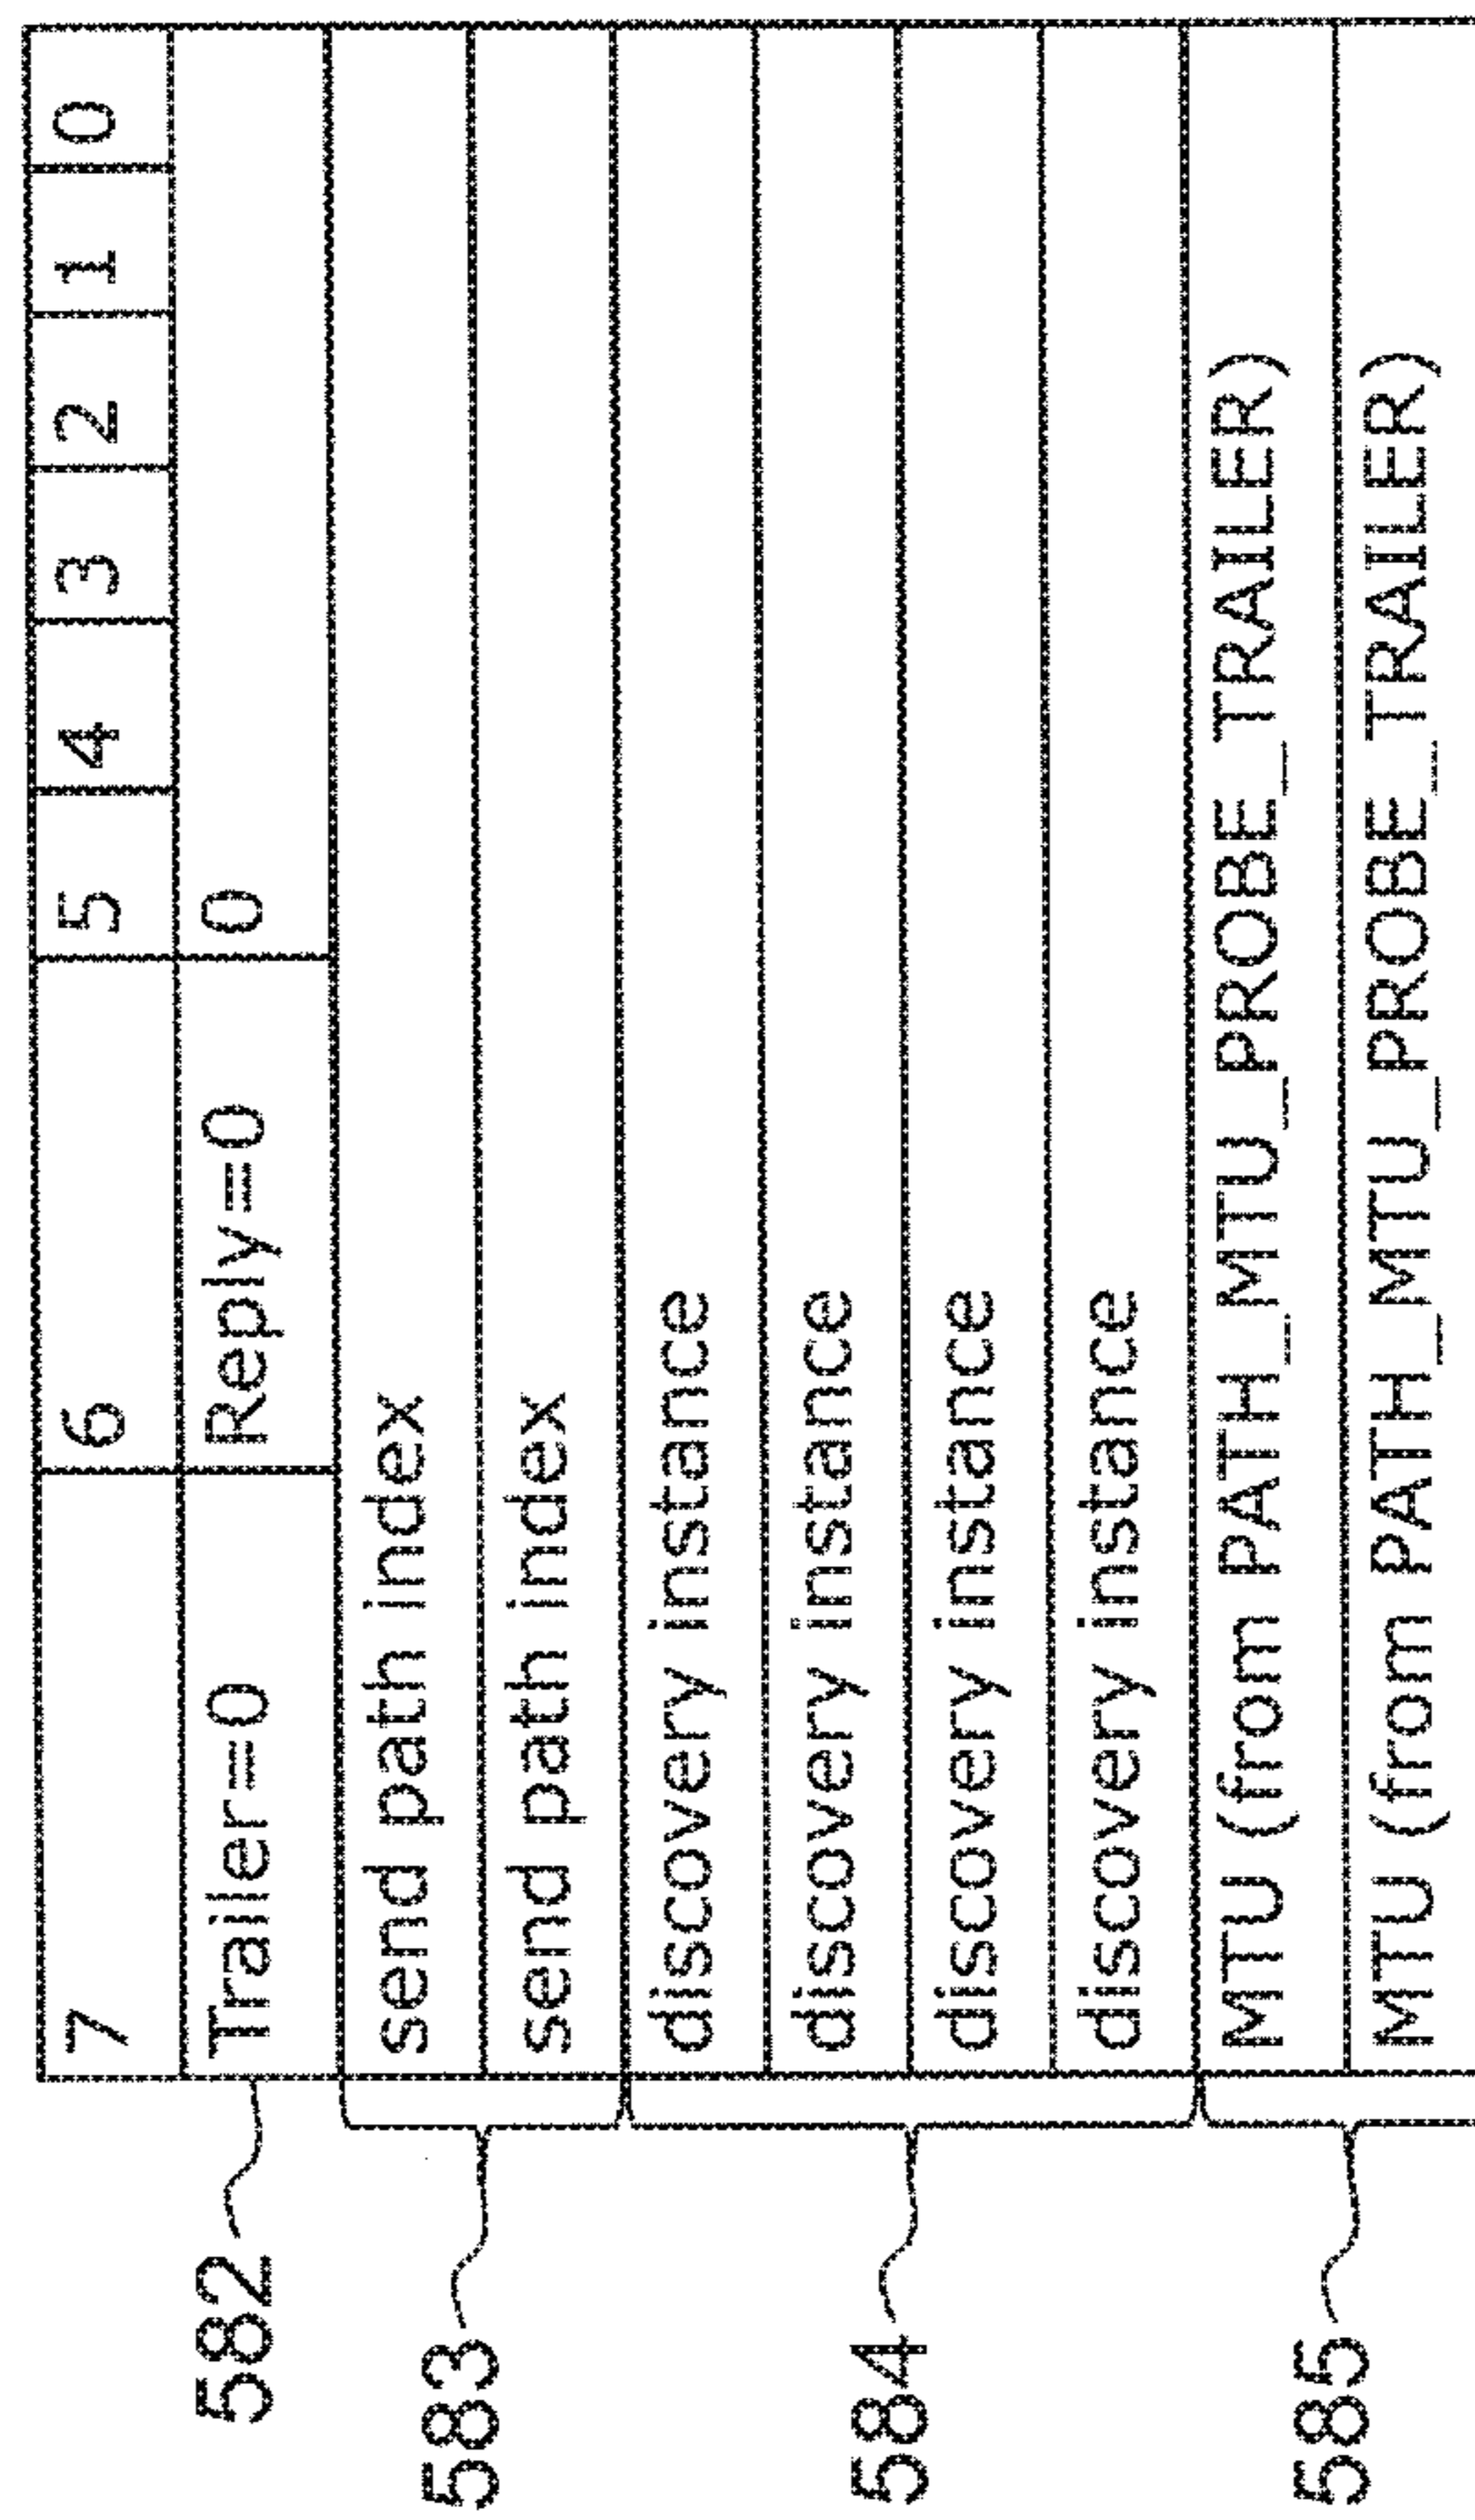 7 6 5 4 3 2 1 0
582 Trailer=0 Reply=0 0
583 send path index
send path index
584 discovery instance
discovery instance
discovery instance
discovery instance
585 MTU (from PATH_MTU_PROBE_TRAILER)
MTU (from PATH_MTU_PROBE_TRAILER)